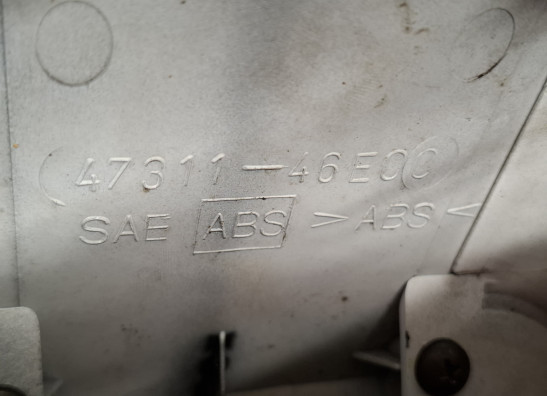 (47311-46E00)
SAE ABS >ABS<